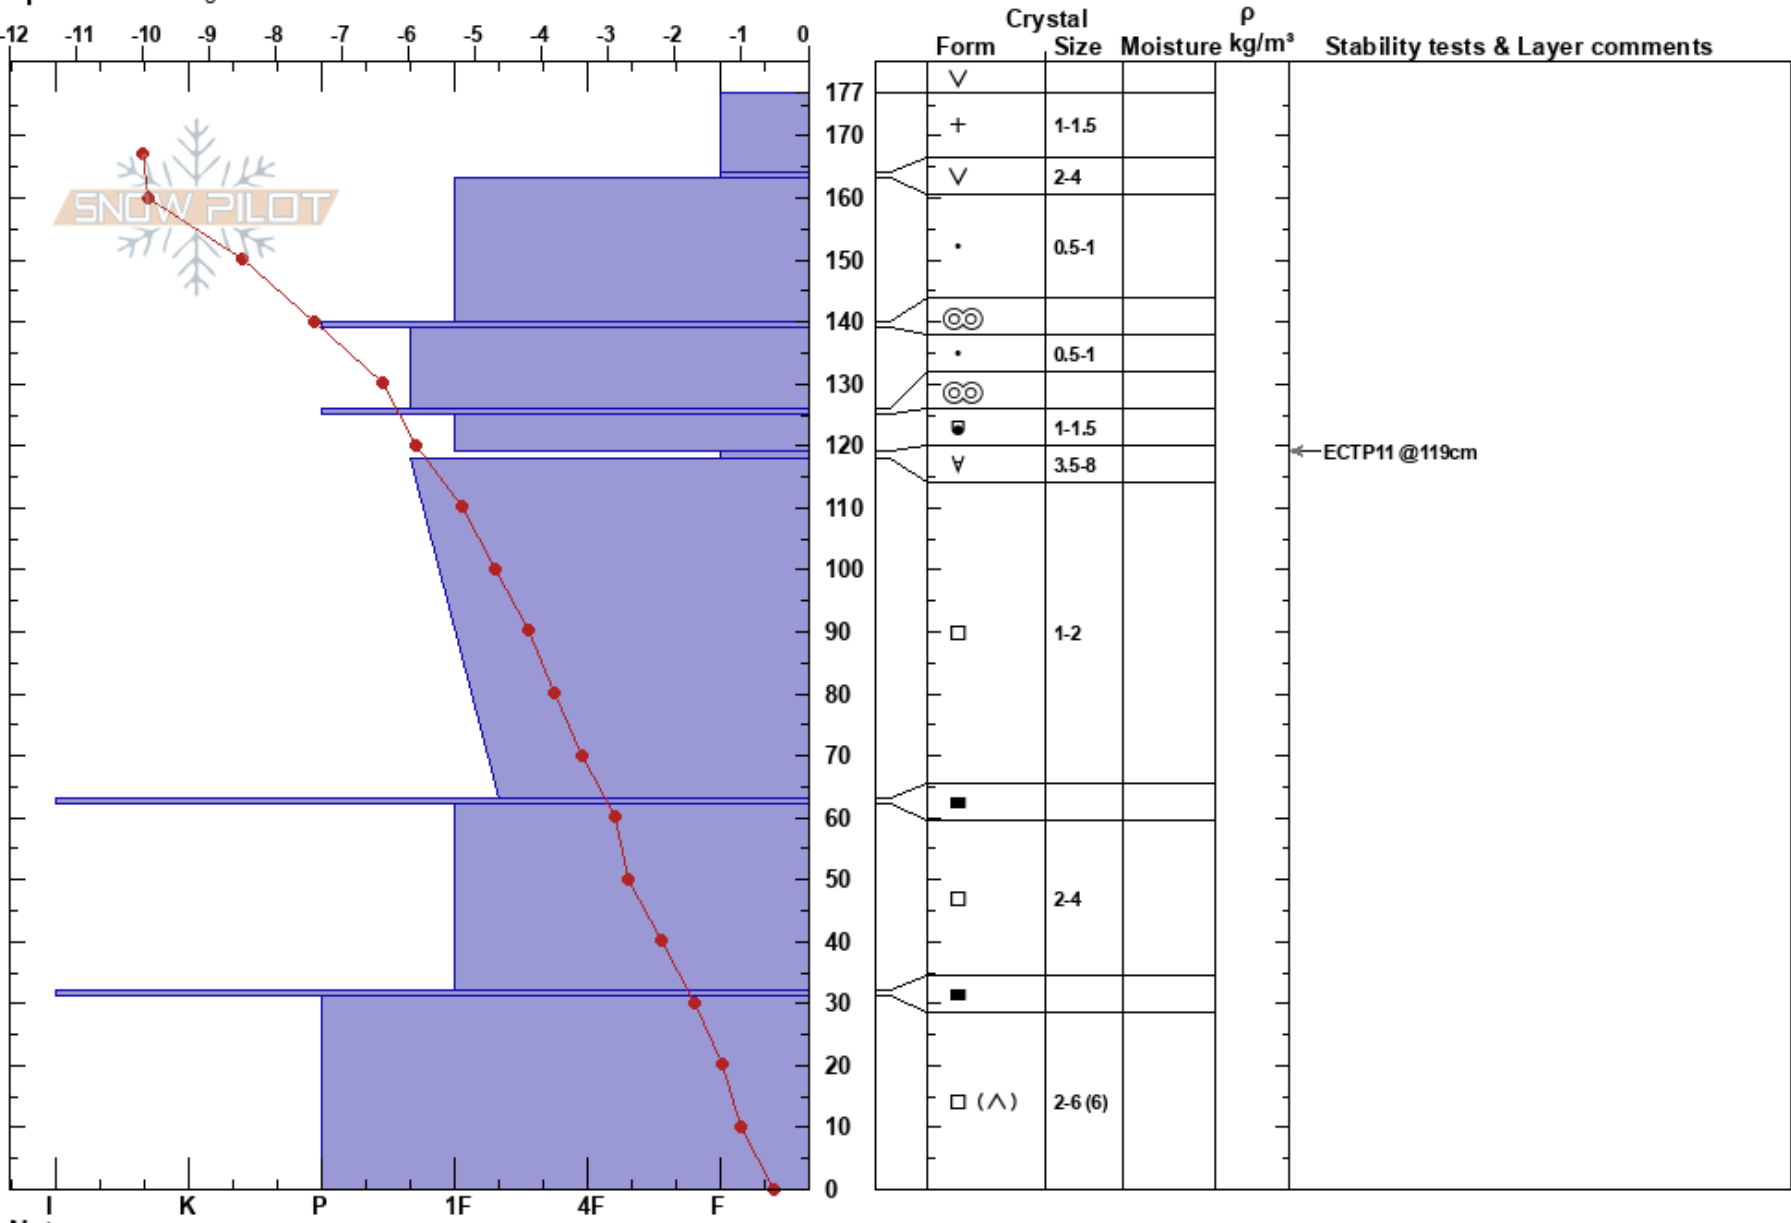 Crystal ρ
Form Size Moisture kg/m³ Stability tests & Layer comments
-12 -11 -10 -9 -8 -7 -6 -5 -4 -3 -2 -1 0
177
170 + 1-1.5
2-4
160
SNOW PILOT
0.5-1
150
140
0.5-1
130
1-1.5
120
ECTP11 @119cm
3.5-8
110
100
90 1-2
80
70
60
50
2-4
40
30
20
10 2-6 (6)
0
I K P 1F 4F F